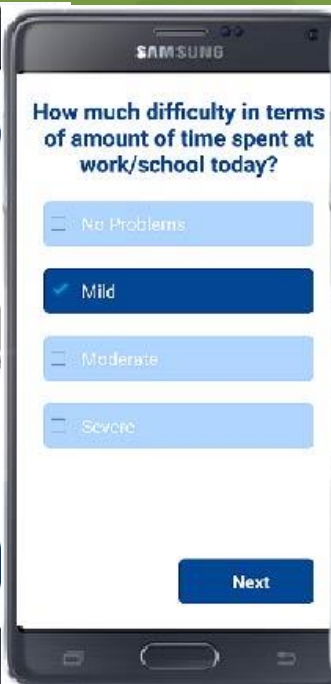 SAMSUNG
How much difficulty in terms
of amount of time spent at
work/school today?
No Problems
Mild
Moderate
Severe
Next